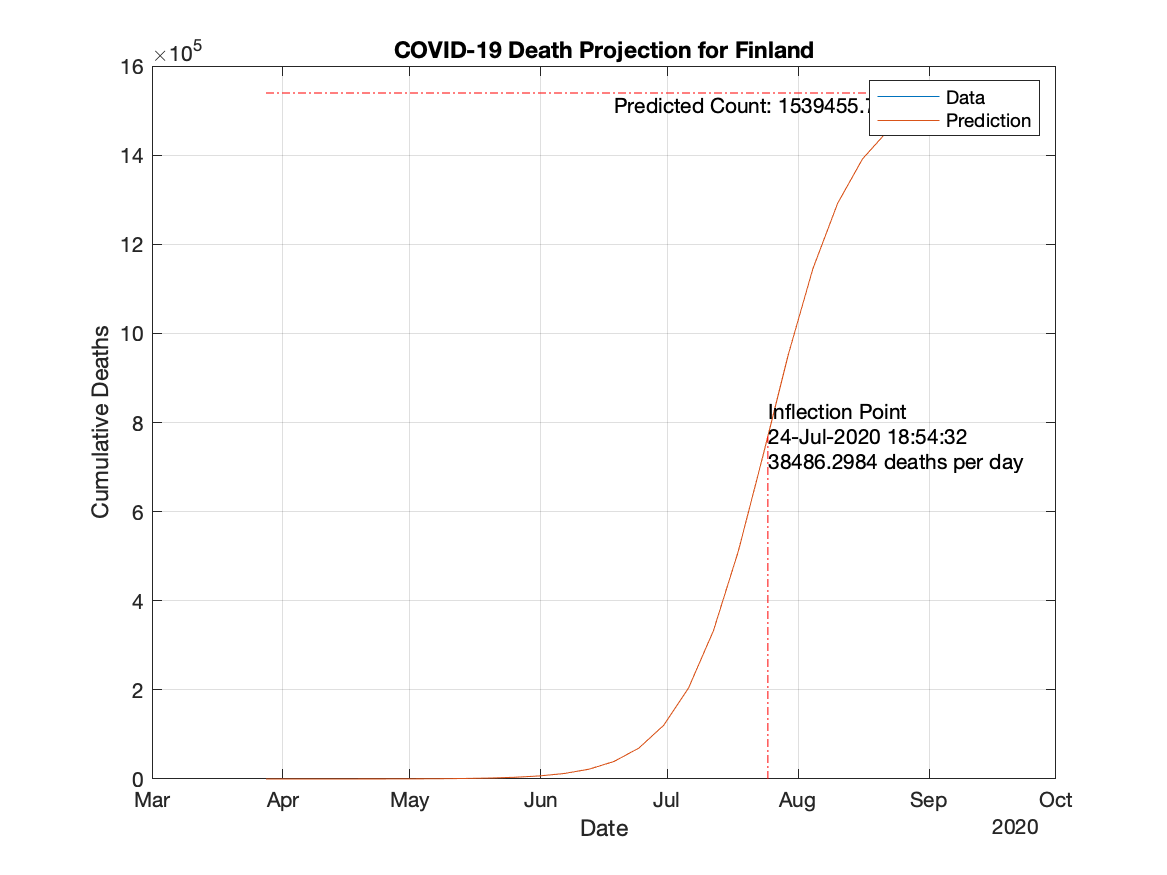 COVID-19 Death Projection for Finland
×10⁵
16
14
12
10
8
6
4
2
0
Cumulative Deaths
Predicted Count: 1539455.
Data
Prediction
Inflection Point
24-Jul-2020 18:54:32
38486.2984 deaths per day
Mar Apr May Jun Jul Aug Sep Oct
Date
2020